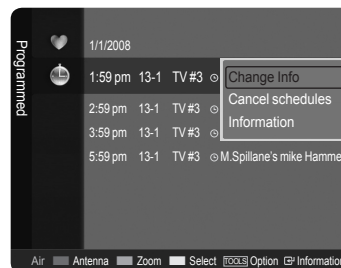 Programmed
1/1/2008
1:59 pm 13-1 TV #3
Change Info
Cancel schedules
Information
2:59 pm 13-1 TV #3
3:59 pm 13-1 TV #3
5:59 pm 13-1 TV #3 M.Spillane's mike Hamme
Air Antenna Zoom Select TOOLS Option Information